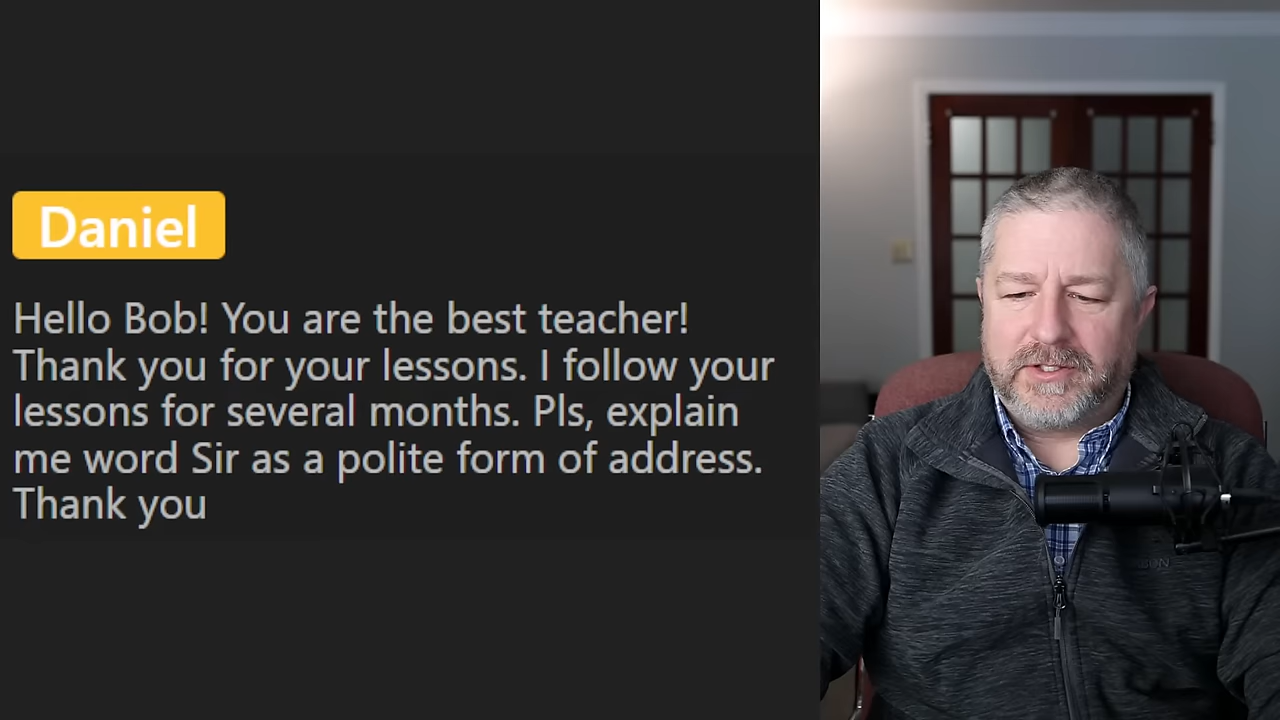 Daniel
Hello Bob! You are the best teacher!
Thank you for your lessons. I follow your
lessons for several months. Pls, explain
me word Sir as a polite form of address.
Thank you